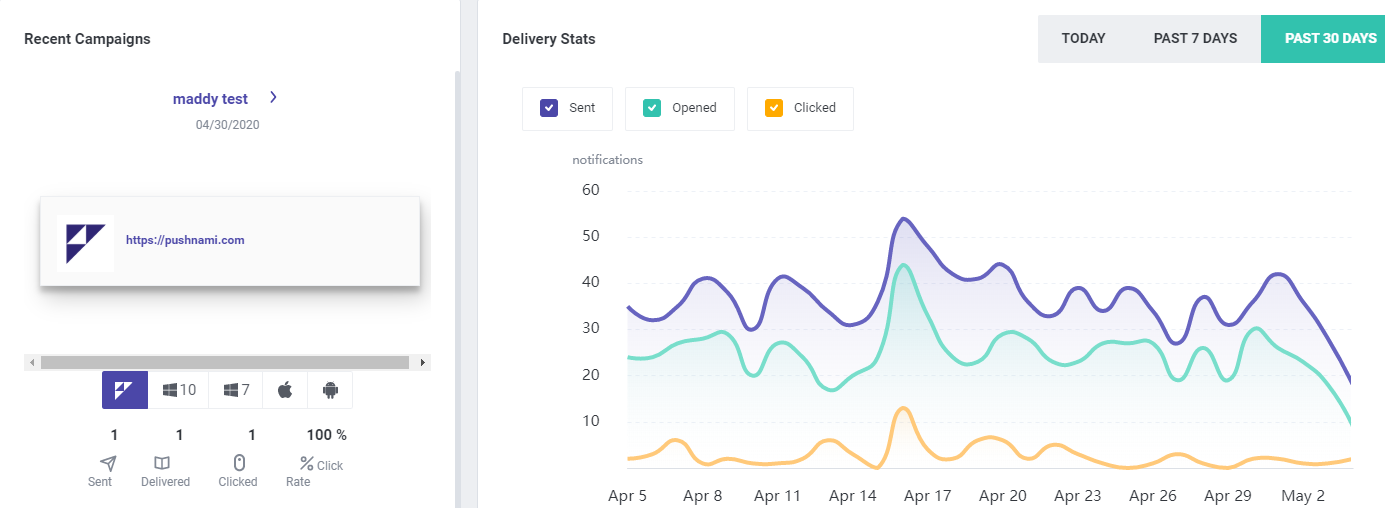 Recent Campaigns
maddy test
04/30/2020
https://pushnami.com
10
7
1 1 1 100 %
Sent Delivered Clicked Click Rate
Delivery Stats
TODAY PAST 7 DAYS PAST 30 DAYS
Sent Opened Clicked
notifications
60
50
40
30
20
10
Apr 5 Apr 8 Apr 11 Apr 14 Apr 17 Apr 20 Apr 23 Apr 26 Apr 29 May 2